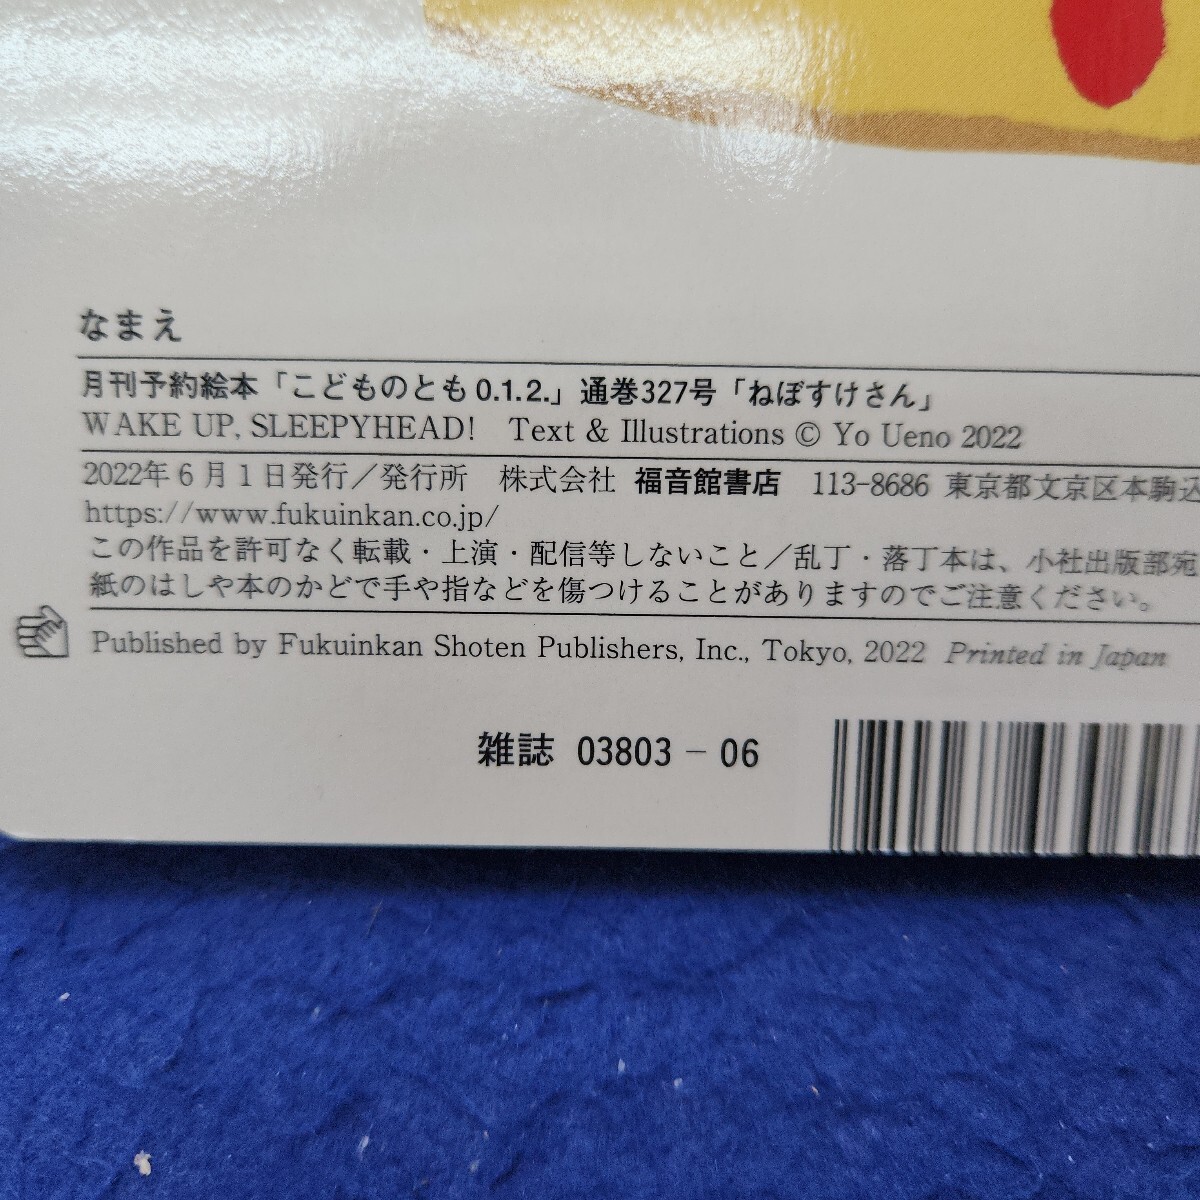 なまえ
月刊予約絵本「こどものとも0.1.2.」通巻327号「ねぼすけさん」
WAKE UP, SLEEPYHEAD! Text & Illustrations © Yo Ueno 2022
2022年6月1日発行／発行所 株式会社 福音館書店 113-8686 東京都文京区本駒込
https://www.fukuinkan.co.jp/
この作品を許可なく転載・上演・配信等しないこと／乱丁・落丁本は、小社出版部宛
紙のはしや本のかどで手や指などを傷つけることがありますのでご注意ください。
Published by Fukuinkan Shoten Publishers, Inc., Tokyo, 2022 Printed in Japan
雑誌 03803-06